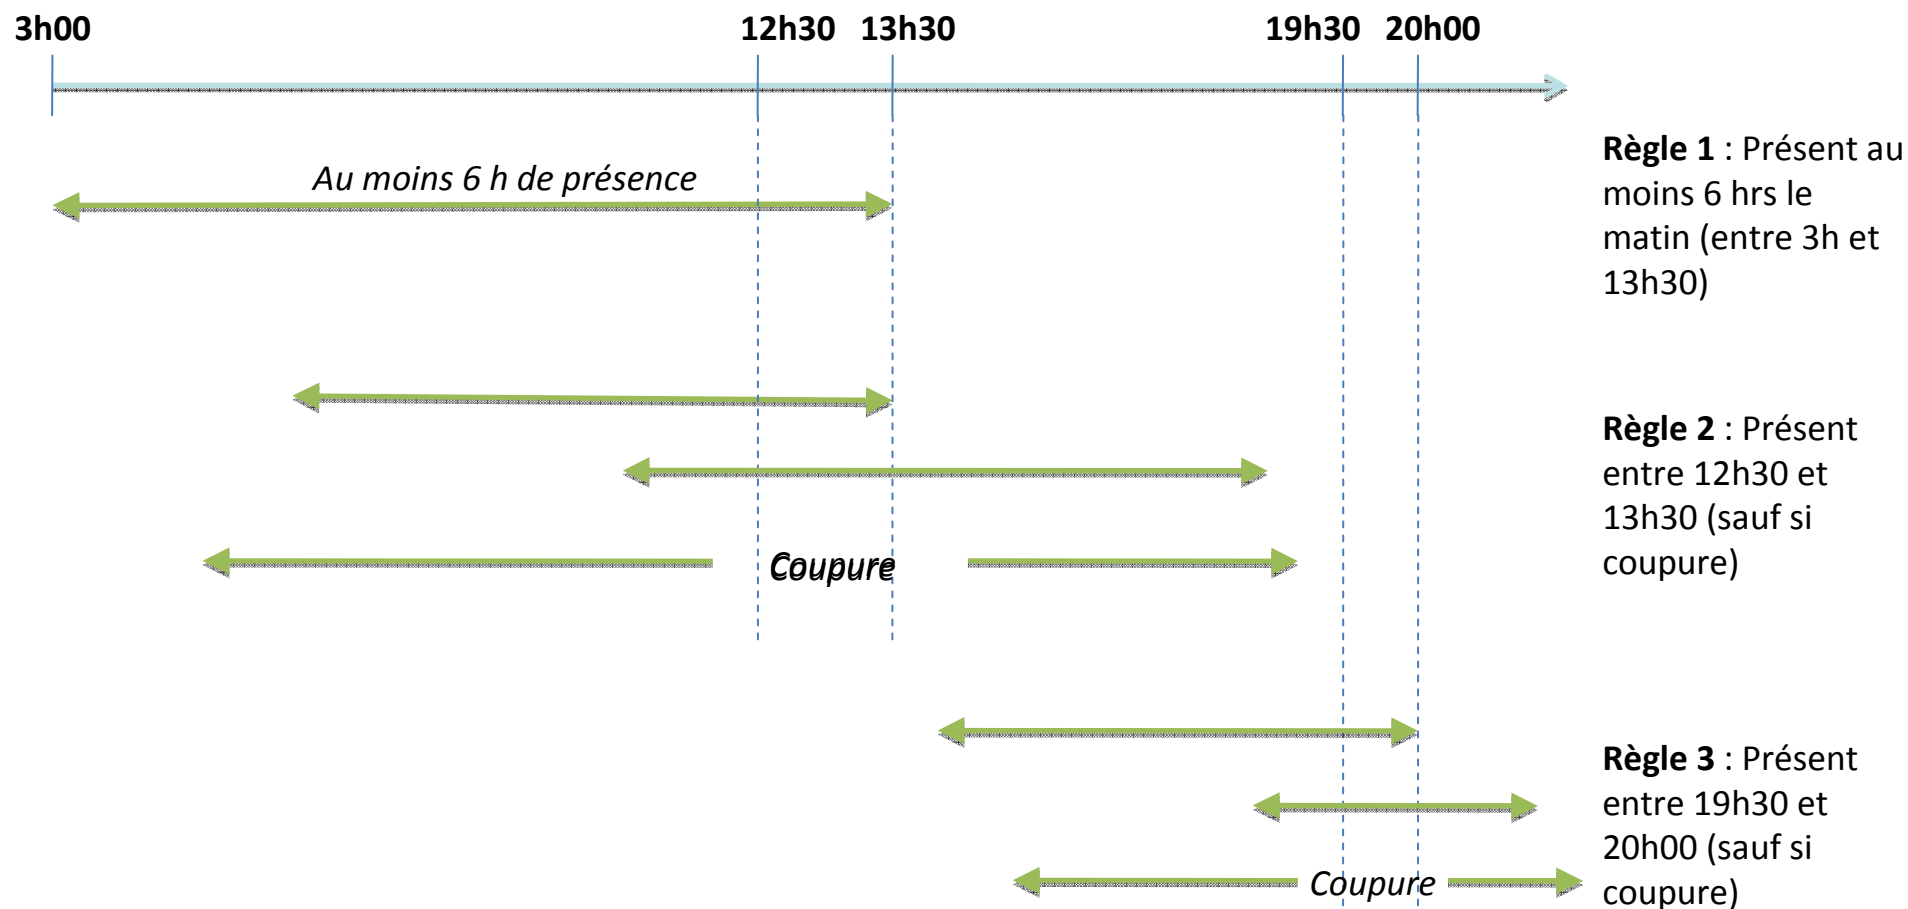 3h00 12h30 13h30 19h30 20h00
Au moins 6 h de présence
Règle 1 : Présent au
moins 6 hrs le
matin (entre 3h et
13h30)
Règle 2 : Présent
entre 12h30 et
13h30 (sauf si
coupure)
Coupure
Règle 3 : Présent
entre 19h30 et
20h00 (sauf si
coupure)
Coupure